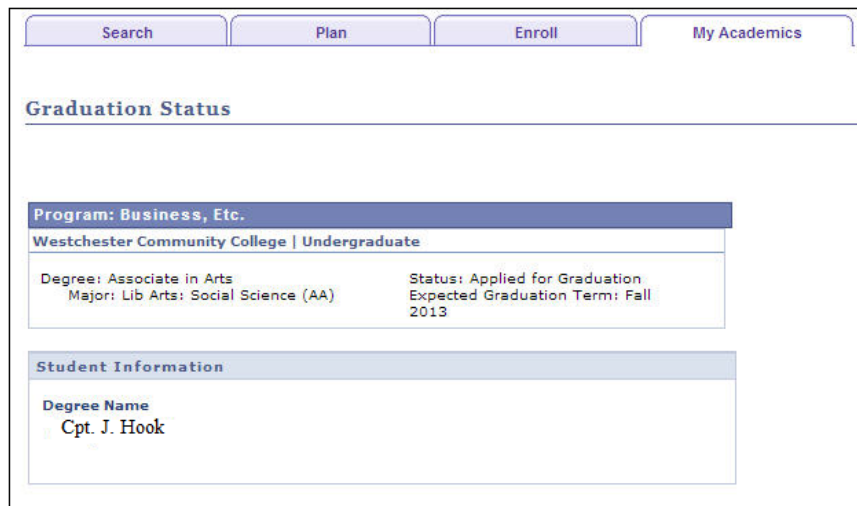 Search
Plan
Enroll
My Academics
Graduation Status
Program: Business, Etc.
Westchester Community College | Undergraduate
Degree: Associate in Arts
Major: Lib Arts: Social Science (AA)
Status: Applied for Graduation
Expected Graduation Term: Fall
2013
Student Information
Degree Name
Cpt. J. Hook